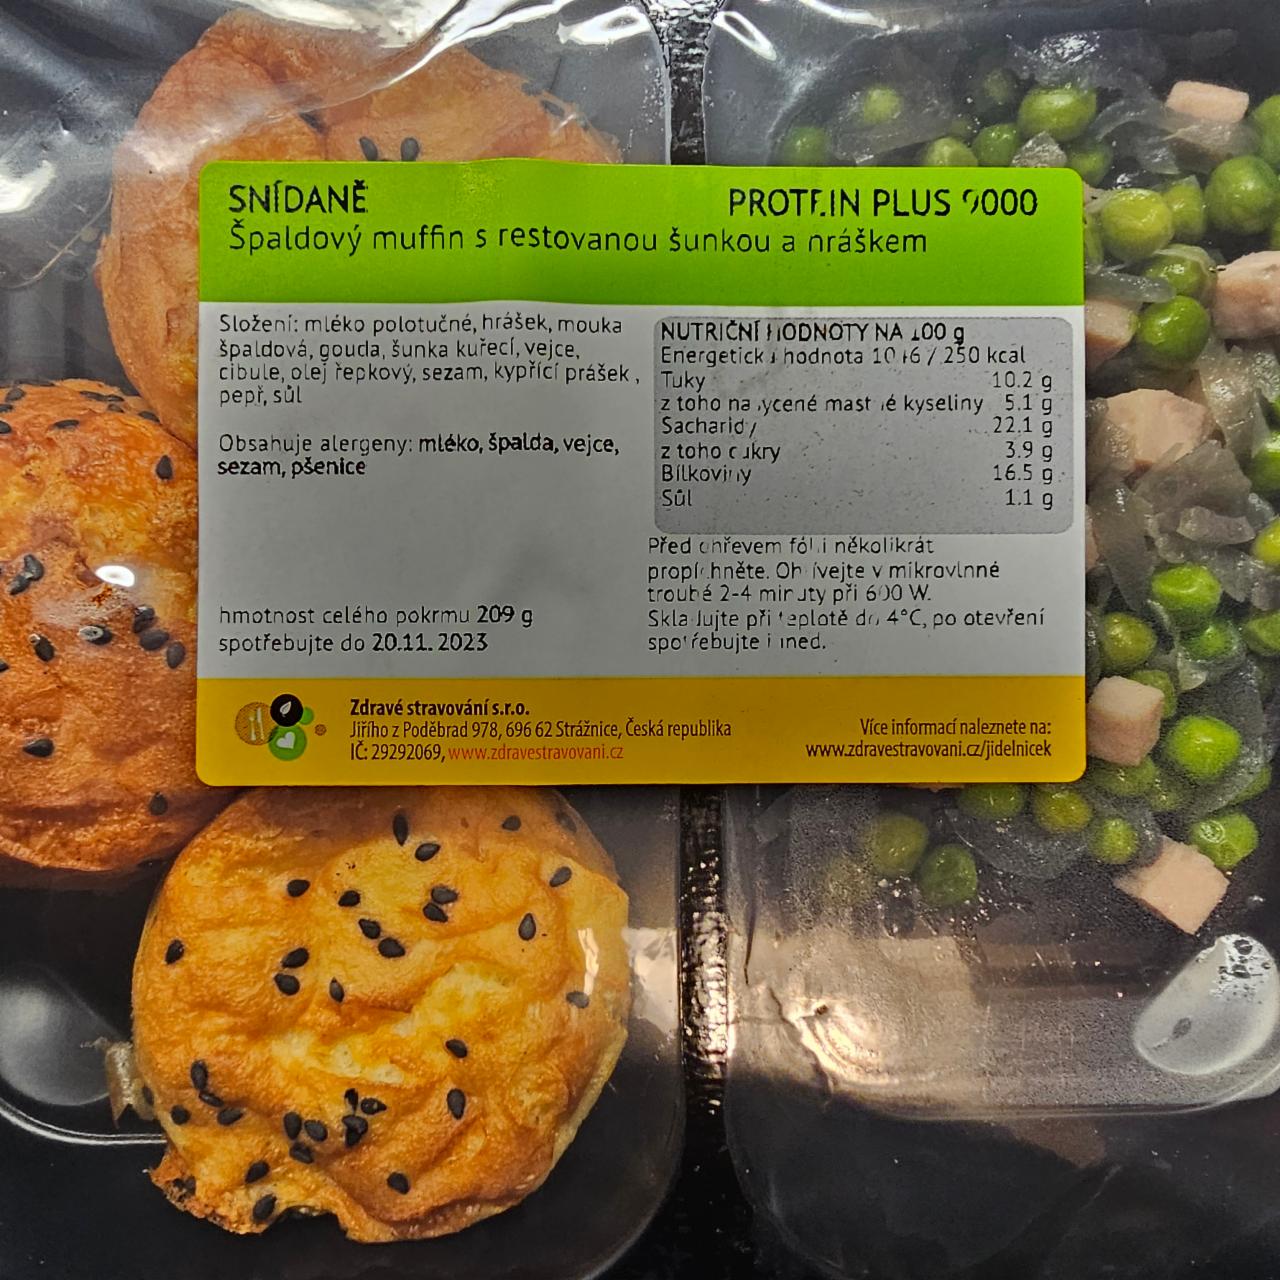 SNÍDANĚ PROTEIN PLUS 9000
Špaldový muffin s restovanou šunkou a hráškem
Složení: mléko polotučné, hrášek, mouka
špaldová, gouda, šunka kuřecí, vejce,
cibule, olej řepkový, sezam, kypřící prášek,
pepř, sůl
Obsahuje alergeny: mléko, špalda, vejce,
sezam, pšenice
hmotnost celého pokrmu 209 g
spotřebujte do 20.11. 2023
NUTRIČNÍ HODNOTY NA 100 g
Energetická hodnota 1046 / 250 kcal
Tuky 10.2 g
z toho nasycené mastné kyseliny 5.1 g
Sacharidy 22.1 g
z toho cukry 3.9 g
Bílkoviny 16.5 g
Sůl 1.1 g
Před ohřevem fólii několikrát
propíchněte. Ohřívejte v mikrovlnné
troubě 2-4 minuty při 600 W.
Skladujte při teplotě do 4°C, po otevření
spotřebujte ihned.
Zdravé stravování s.r.o.
Jiřího z Poděbrad 978, 696 62 Strážnice, Česká republika
IČ: 29292069, www.zdravestravovani.cz
Více informací naleznete na:
www.zdravestravovani.cz/jidelnicek